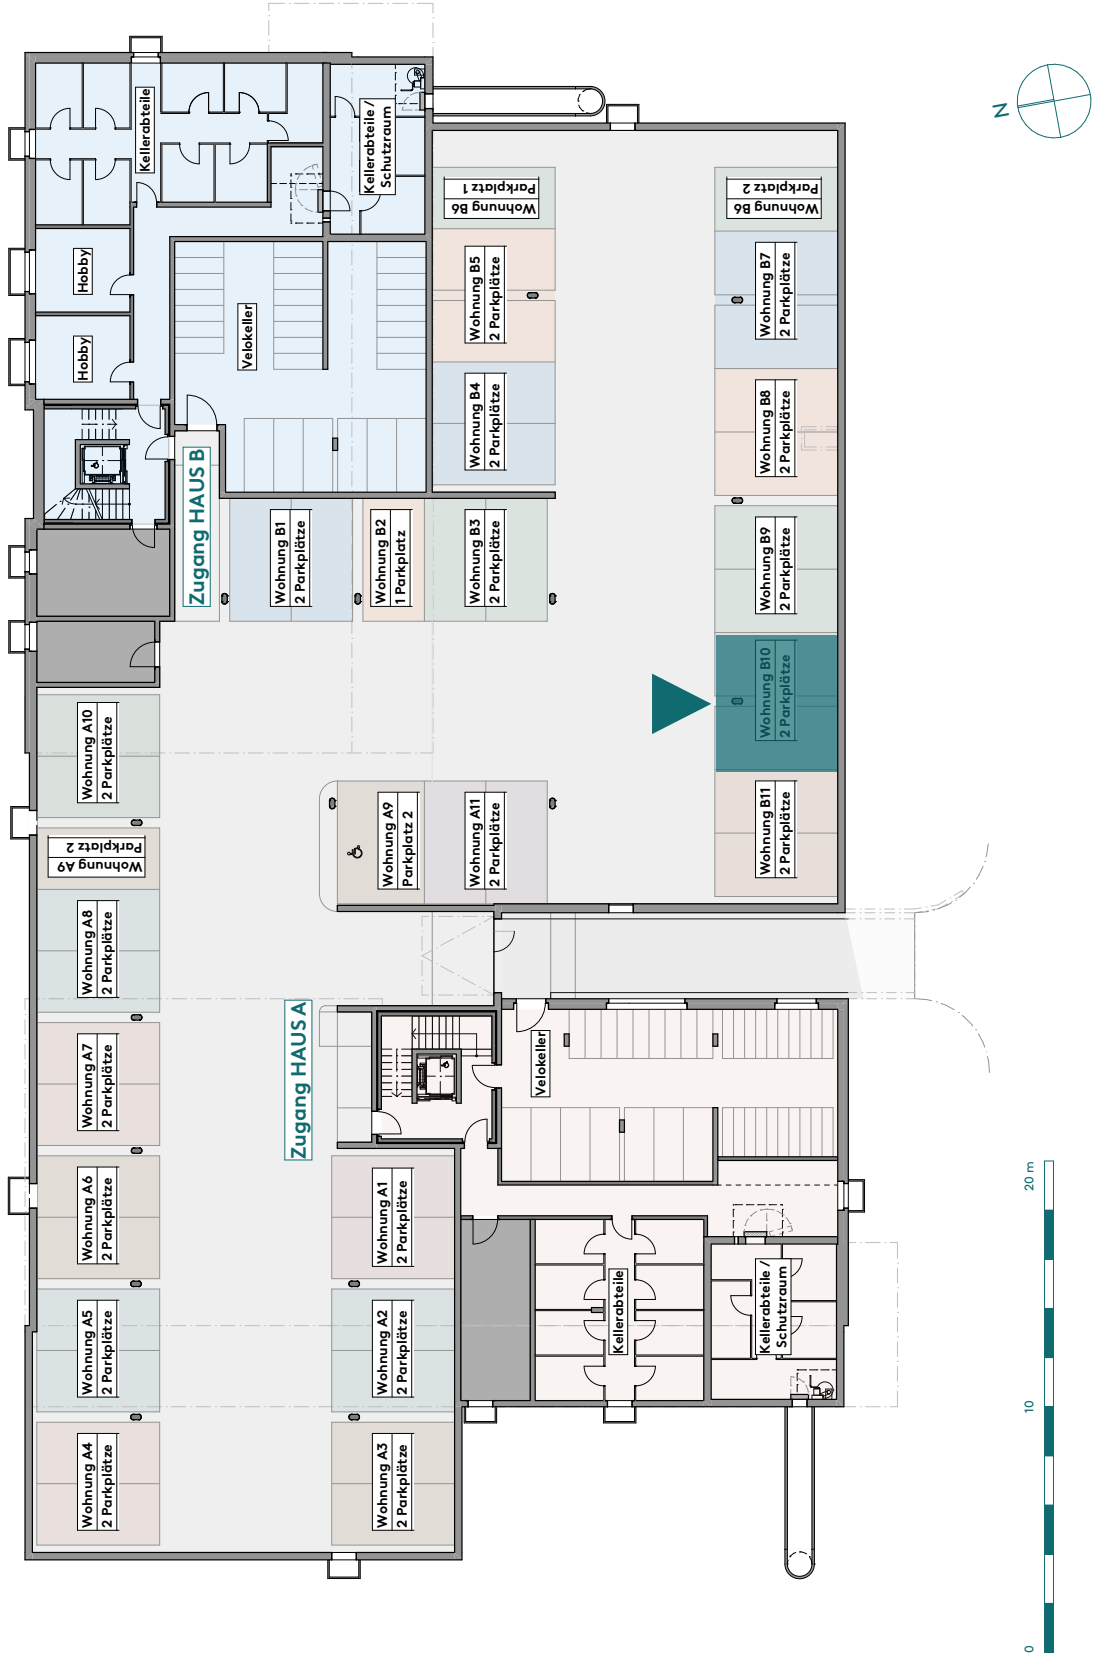 N
Kellerabteile
Kellerabteile /
Schutzraum
Wohnung B6
Parkplatz 1
Wohnung B6
Parkplatz 2
Hobby
Hobby
Velokeller
Wohnung B5
2 Parkplätze
Wohnung B7
2 Parkplätze
Wohnung B4
2 Parkplätze
Wohnung B8
2 Parkplätze
Zugang HAUS B
Wohnung B1
2 Parkplätze
Wohnung B2
1 Parkplatz
Wohnung B3
2 Parkplätze
Wohnung B9
2 Parkplätze
Wohnung B10
2 Parkplätze
Wohnung A10
2 Parkplätze
Wohnung A9
Parkplatz 2
Wohnung A9
Parkplatz 2
Wohnung A11
2 Parkplätze
Wohnung B11
2 Parkplätze
Wohnung A8
2 Parkplätze
Zugang HAUS A
Velokeller
Wohnung A7
2 Parkplätze
Wohnung A6
2 Parkplätze
Wohnung A1
2 Parkplätze
Wohnung A5
2 Parkplätze
Wohnung A2
2 Parkplätze
Kellerabteile
Kellerabteile /
Schutzraum
Wohnung A4
2 Parkplätze
Wohnung A3
2 Parkplätze
20 m
10
0